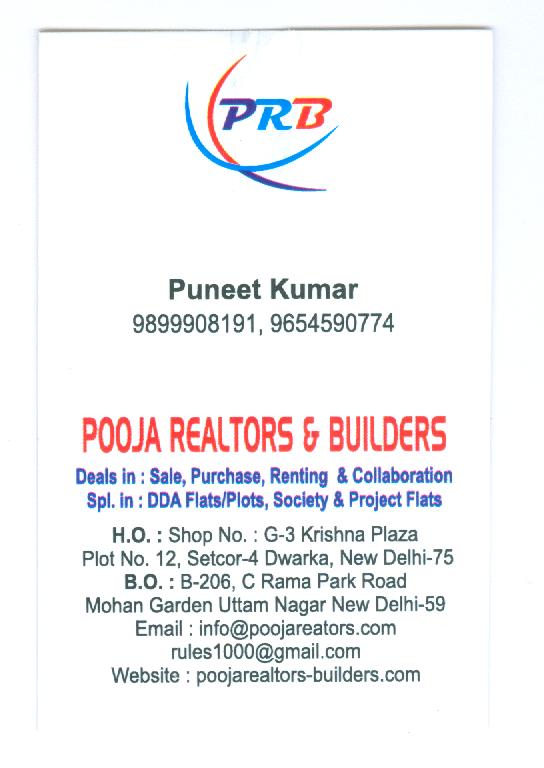 PRB
Puneet Kumar
9899908191, 9654590774
POOJA REALTORS & BUILDERS
Deals in : Sale, Purchase, Renting & Collaboration
Spl. in : DDA Flats/Plots, Society & Project Flats
H.O. : Shop No. : G-3 Krishna Plaza
Plot No. 12, Setcor-4 Dwarka, New Delhi-75
B.O. : B-206, C Rama Park Road
Mohan Garden Uttam Nagar New Delhi-59
Email : info@poojareators.com
rules1000@gmail.com
Website : poojarealtors-builders.com